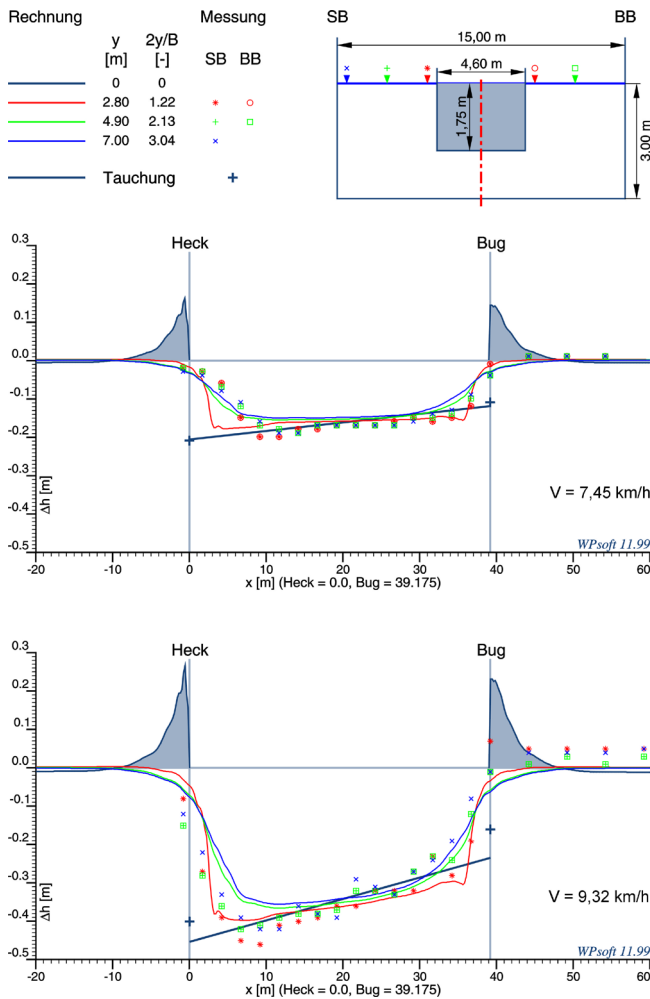 Rechnung Messung
y 2y/B SB BB
[m] [-]
0 0
2.80 1.22
4.90 2.13
7.00 3.04
Tauchung
SB BB
15,00 m
4,60 m
1,75 m
3,00 m
Heck Bug
0.3
0.2
0.1
0.0
-0.1
-0.2
-0.3
-0.4
-0.5
Δh [m]
V = 7,45 km/h
WPsoft 11.99
-20 -10 0 10 20 30 40 50 60
x [m] (Heck = 0.0, Bug = 39.175)
Heck Bug
0.3
0.2
0.1
0.0
-0.1
-0.2
-0.3
-0.4
-0.5
Δh [m]
V = 9,32 km/h
WPsoft 11.99
-20 -10 0 10 20 30 40 50 60
x [m] (Heck = 0.0, Bug = 39.175)